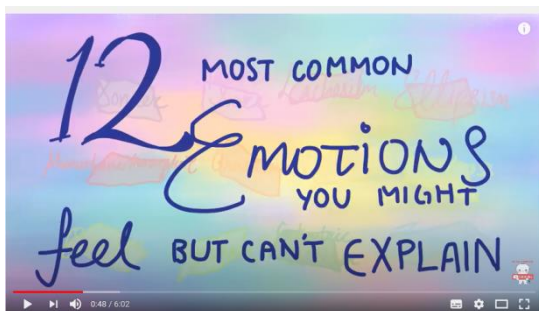 12 MOST COMMON
EMOTIONS
YOU MIGHT
feel BUT CAN'T EXPLAIN
0:48 / 6:02